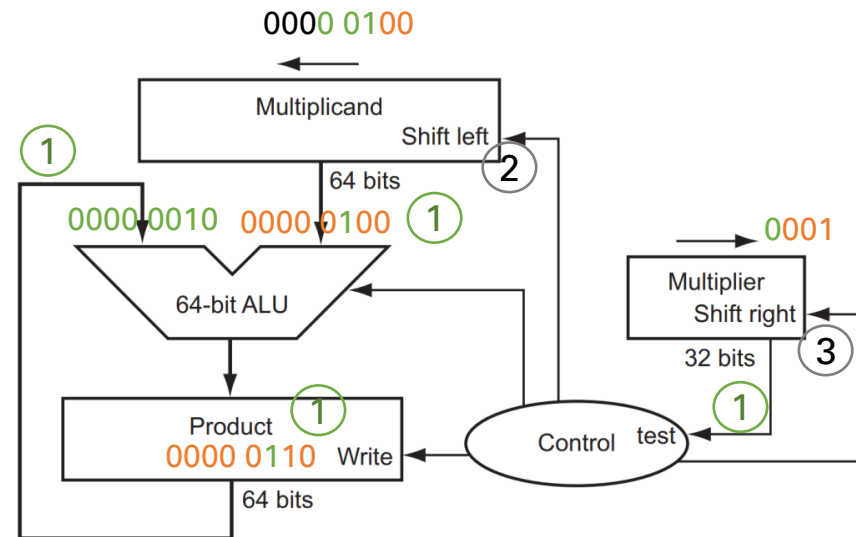 0000 0100
Multiplicand
Shift left
1
2
64 bits
0000 0010
0000 0100
1
0001
64-bit ALU
Multiplier
Shift right
3
32 bits
1
1
Product
0000 0110
Write
Control
test
64 bits